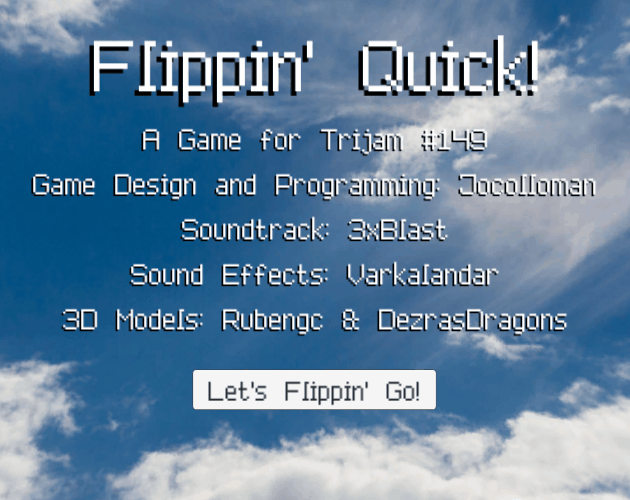 Flippin' Quick!
A Game for Trijam #149
Game Design and Programming: Jocolloman
Soundtrack: 3xBlast
Sound Effects: Varkalandar
3D Models: Rubengc & DezrasDragons
Let's Flippin' Go!